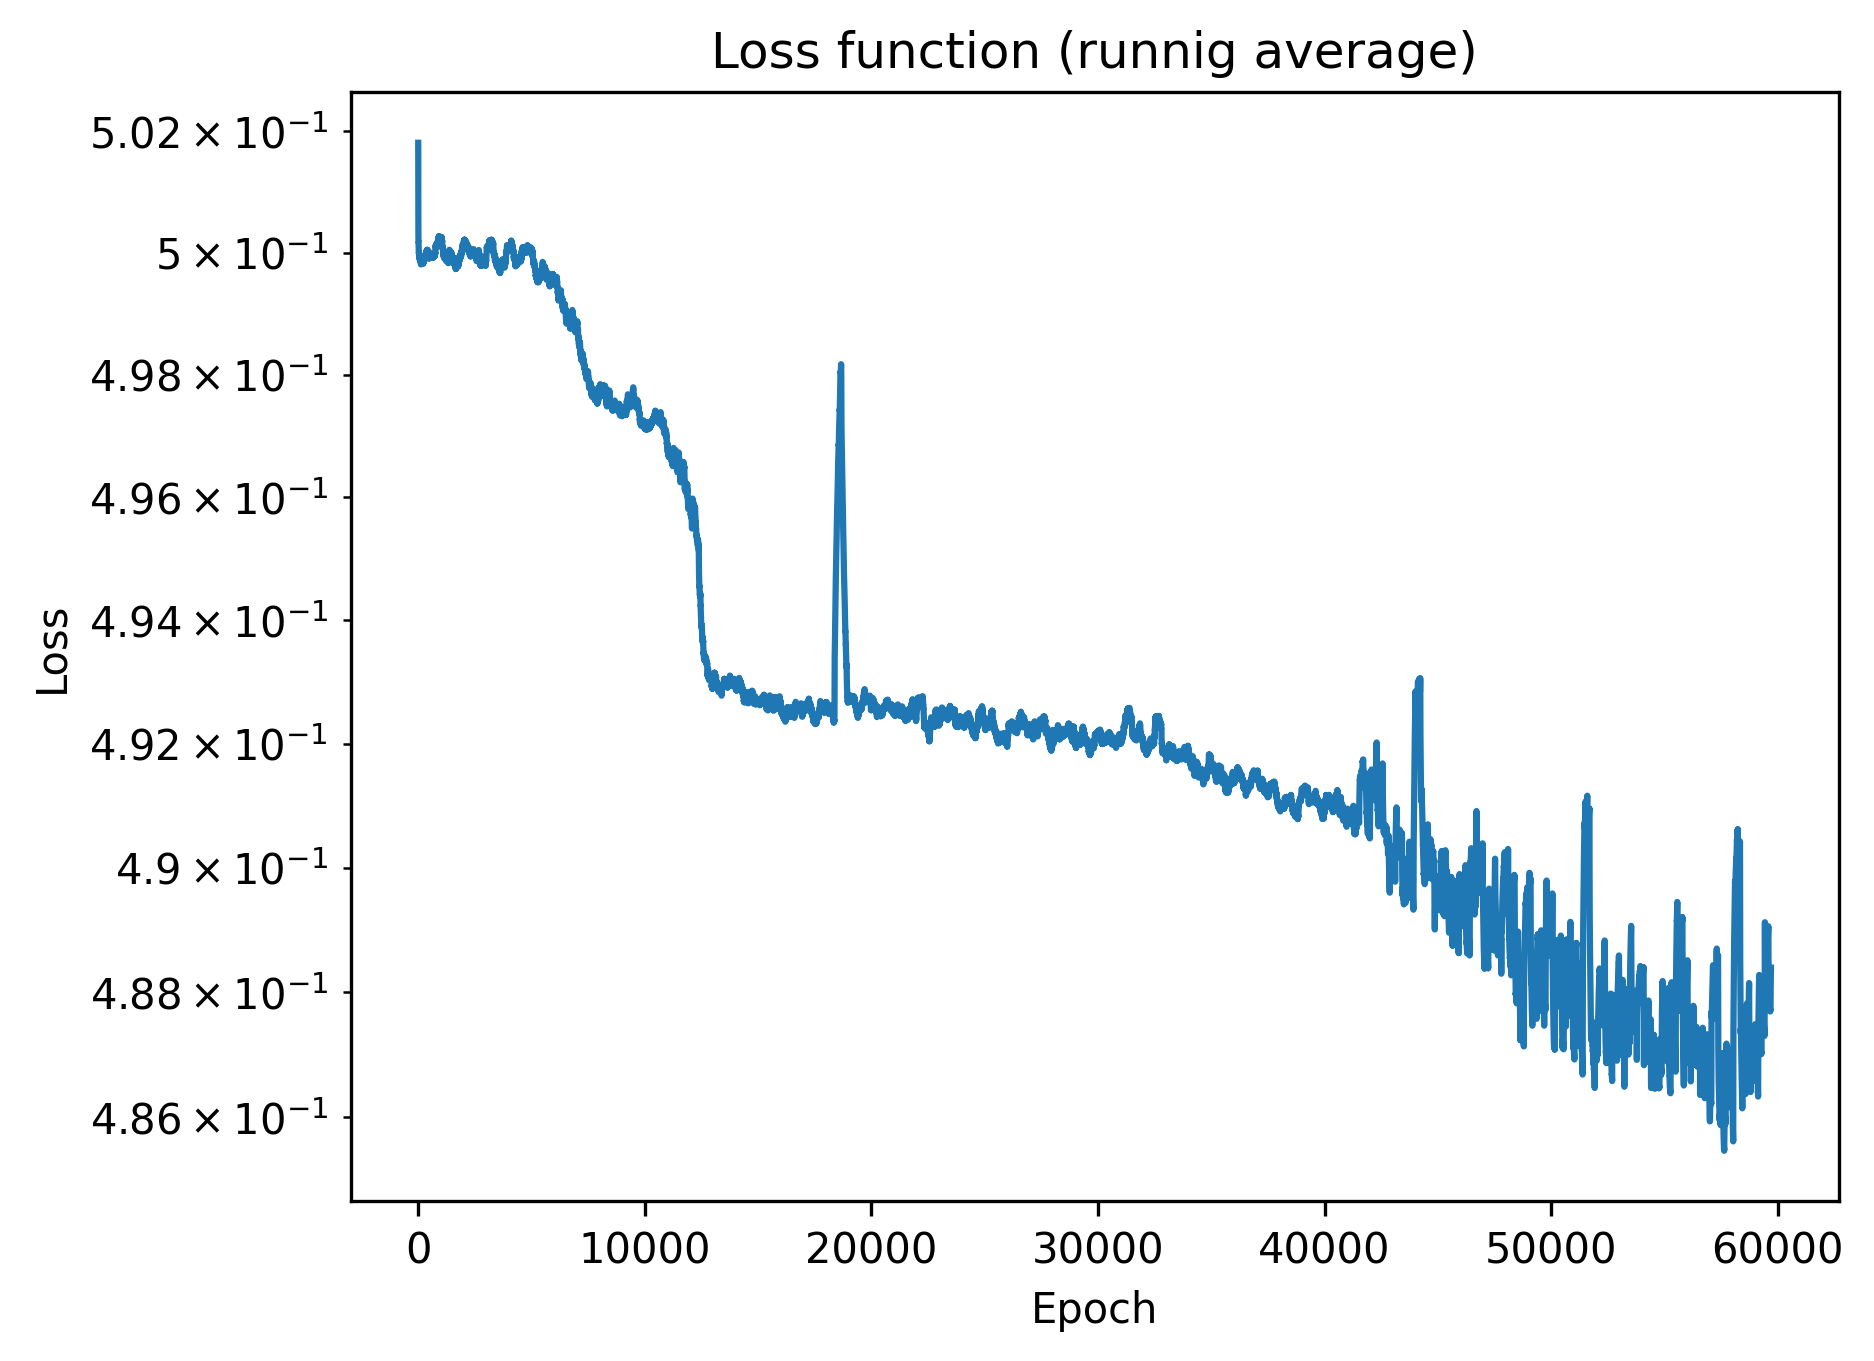 Loss function (runnig average)
5.02 × 10⁻¹
5 × 10⁻¹
4.98 × 10⁻¹
4.96 × 10⁻¹
4.94 × 10⁻¹
4.92 × 10⁻¹
4.9 × 10⁻¹
4.88 × 10⁻¹
4.86 × 10⁻¹
Loss
0 10000 20000 30000 40000 50000 60000
Epoch